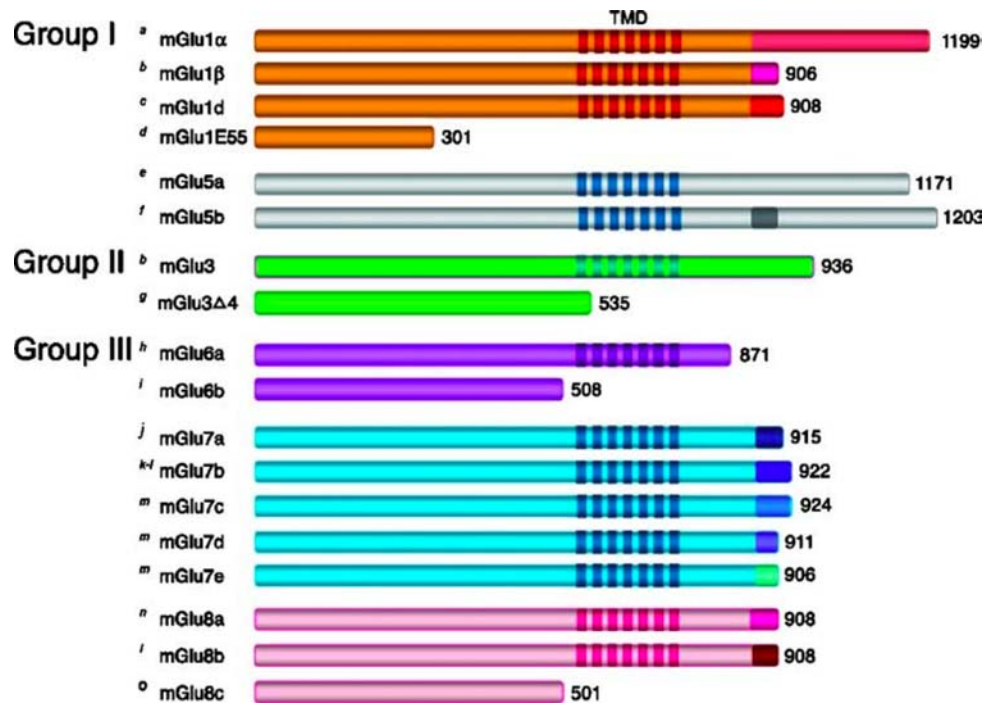 TMD
Group I a mGlu1α 1199
b mGlu1β 906
c mGlu1d 908
d mGlu1E55 301
e mGlu5a 1171
f mGlu5b 1203
Group II b mGlu3 936
g mGlu3Δ4 535
Group III h mGlu6a 871
i mGlu6b 508
j mGlu7a 915
k-l mGlu7b 922
m mGlu7c 924
m mGlu7d 911
m mGlu7e 906
n mGlu8a 908
l mGlu8b 908
o mGlu8c 501